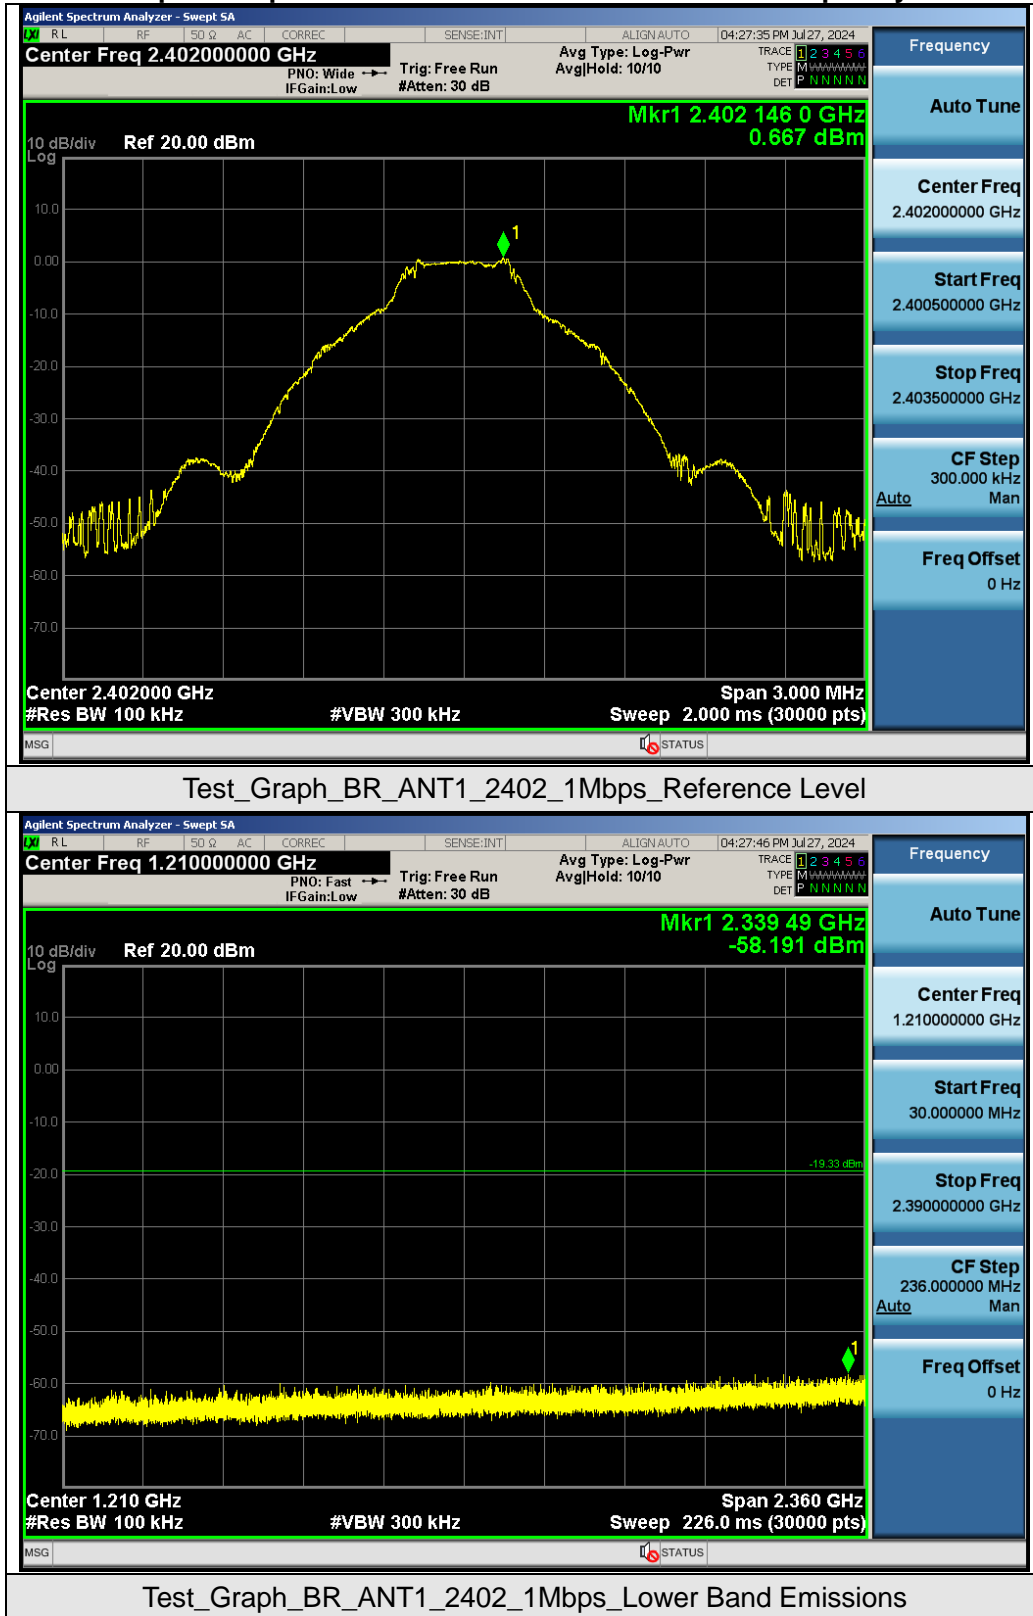 Agilent Spectrum Analyzer - Swept SA
LXI RL RF 50 Ω AC CORREC SENSE:INT ALIGN AUTO 04:27:35 PM Jul 27, 2024
Center Freq 2.402000000 GHz
PNO: Wide
IFGain:Low
Trig: Free Run
#Atten: 30 dB
Avg Type: Log-Pwr
Avg|Hold: 10/10
TRACE 1 2 3 4 5 6
TYPE M WWWWW
DET P N N N N N
Mkr1 2.402 146 0 GHz
0.667 dBm
10 dB/div Ref 20.00 dBm
Log
10.0
0.00
-10.0
-20.0
-30.0
-40.0
-50.0
-60.0
-70.0
1
Center 2.402000 GHz Span 3.000 MHz
#Res BW 100 kHz #VBW 300 kHz Sweep 2.000 ms (30000 pts)
MSG STATUS
Frequency
Auto Tune
Center Freq
2.402000000 GHz
Start Freq
2.400500000 GHz
Stop Freq
2.403500000 GHz
CF Step
300.000 kHz
Auto Man
Freq Offset
0 Hz
Test_Graph_BR_ANT1_2402_1Mbps_Reference Level
Agilent Spectrum Analyzer - Swept SA
LXI RL RF 50 Ω AC CORREC SENSE:INT ALIGN AUTO 04:27:46 PM Jul 27, 2024
Center Freq 1.210000000 GHz
PNO: Fast
IFGain:Low
Trig: Free Run
#Atten: 30 dB
Avg Type: Log-Pwr
Avg|Hold: 10/10
TRACE 1 2 3 4 5 6
TYPE M WWWWW
DET P N N N N N
Mkr1 2.339 49 GHz
-58.191 dBm
10 dB/div Ref 20.00 dBm
Log
10.0
0.00
-10.0
-20.0
-30.0
-40.0
-50.0
-60.0
-70.0
-19.33 dBm
1
Center 1.210 GHz Span 2.360 GHz
#Res BW 100 kHz #VBW 300 kHz Sweep 226.0 ms (30000 pts)
MSG STATUS
Frequency
Auto Tune
Center Freq
1.210000000 GHz
Start Freq
30.000000 MHz
Stop Freq
2.390000000 GHz
CF Step
236.000000 MHz
Auto Man
Freq Offset
0 Hz
Test_Graph_BR_ANT1_2402_1Mbps_Lower Band Emissions